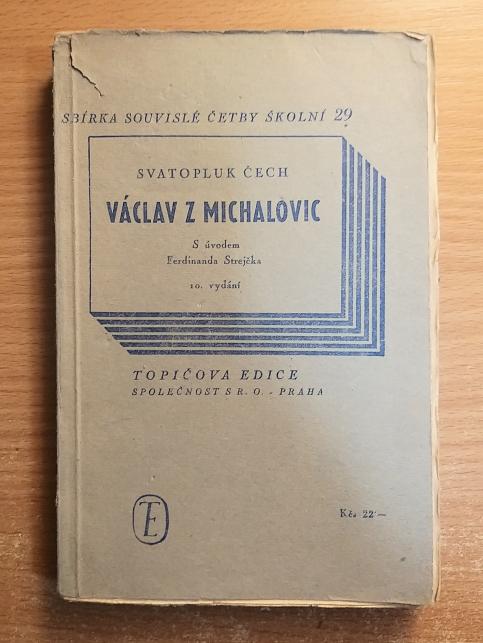 SBÍRKA SOUVISLÉ ČETBY ŠKOLNÍ 29
SVATOPLUK ČECH
VÁCLAV Z MICHALOVIC
S úvodem
Ferdinanda Strejčka
10. vydání
TOPIČOVA EDICE
SPOLEČNOST S R. O. - PRAHA
TE
Kčs 22·—